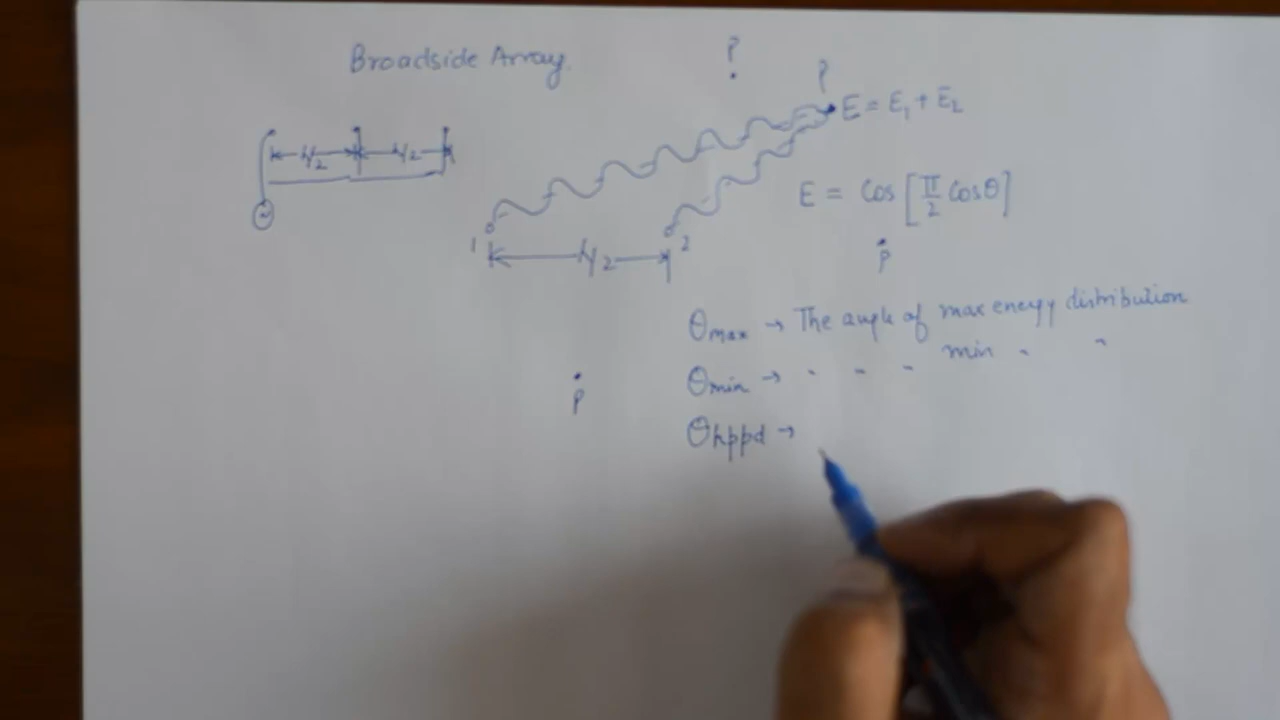 Broadside Array.
P
P
E = E₁ + E₂
λ/2 λ/2
E = Cos [π/2 Cosθ]
1 λ/2 2
P
θmax → The angle of max energy distribution
θmin → " " " min " "
P
θhppd →